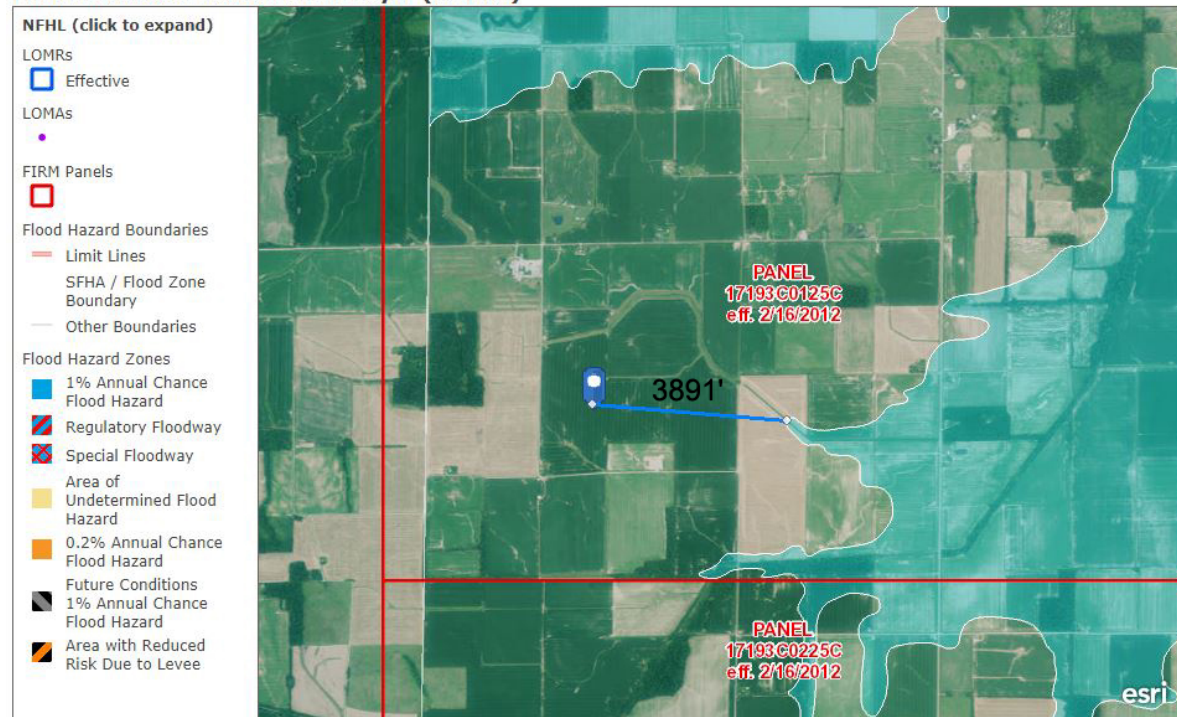 NFHL (click to expand)
LOMRs
Effective
LOMAs
FIRM Panels
Flood Hazard Boundaries
Limit Lines
SFHA / Flood Zone
Boundary
Other Boundaries
Flood Hazard Zones
1% Annual Chance
Flood Hazard
Regulatory Floodway
Special Floodway
Area of
Undetermined Flood
Hazard
0.2% Annual Chance
Flood Hazard
Future Conditions
1% Annual Chance
Flood Hazard
Area with Reduced
Risk Due to Levee
PANEL
17193C0125C
eff. 2/16/2012
3891'
PANEL
17193C0225C
eff. 2/16/2012
esri